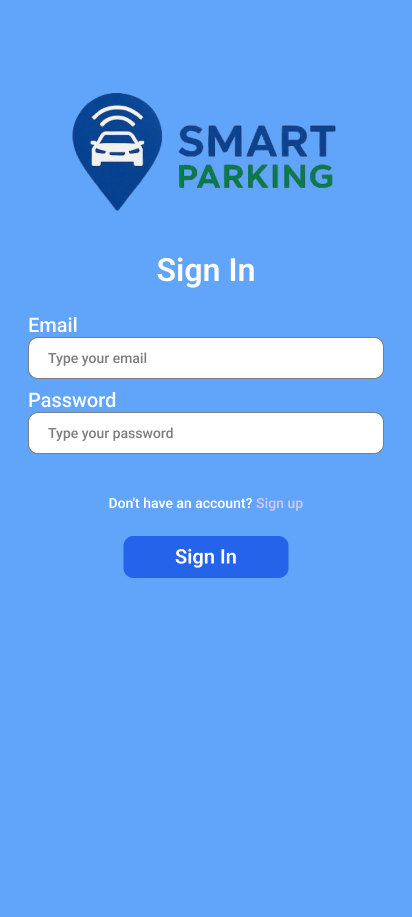 SMART
PARKING
Sign In
Email
Type your email
Password
Type your password
Don't have an account? Sign up
Sign In